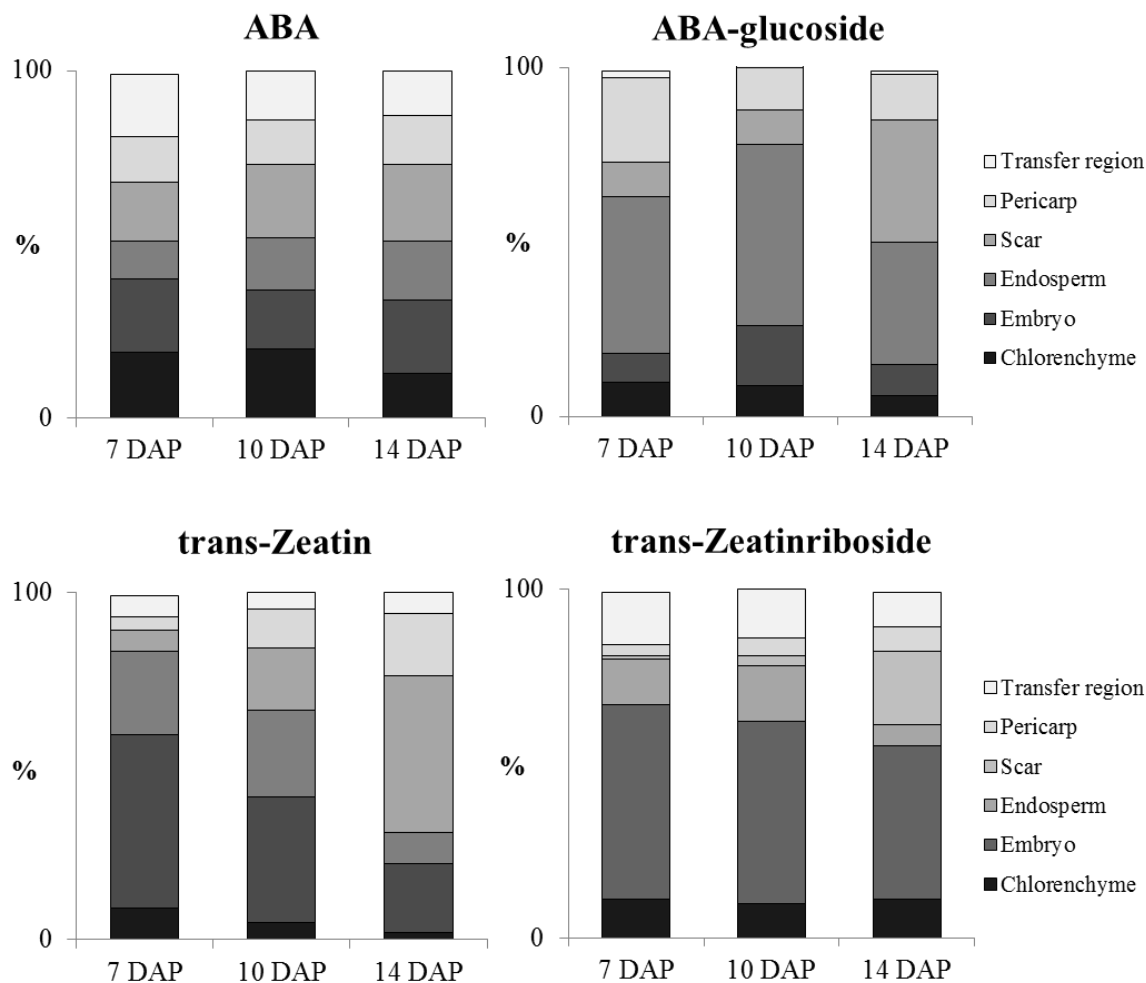 ABA
100
%
0
7 DAP 10 DAP 14 DAP
ABA-glucoside
100
%
0
7 DAP 10 DAP 14 DAP
Transfer region
Pericarp
Scar
Endosperm
Embryo
Chlorenchyme
trans-Zeatin
100
%
0
7 DAP 10 DAP 14 DAP
trans-Zeatinriboside
100
%
0
7 DAP 10 DAP 14 DAP
Transfer region
Pericarp
Scar
Endosperm
Embryo
Chlorenchyme